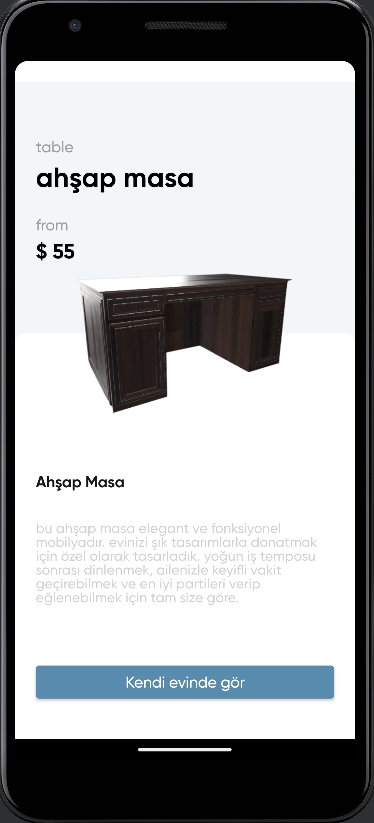 table
ahşap masa
from
$ 55
Ahşap Masa
bu ahşap masa elegant ve fonksiyonel
mobilyadır. evinizi şık tasarımlarla donatmak
için özel olarak tasarladık. yoğun iş temposu
sonrası dinlenmek, ailenizle keyifli vakit
geçirebilmek ve en iyi partileri verip
eğlenebilmek için tam size göre.
Kendi evinde gör